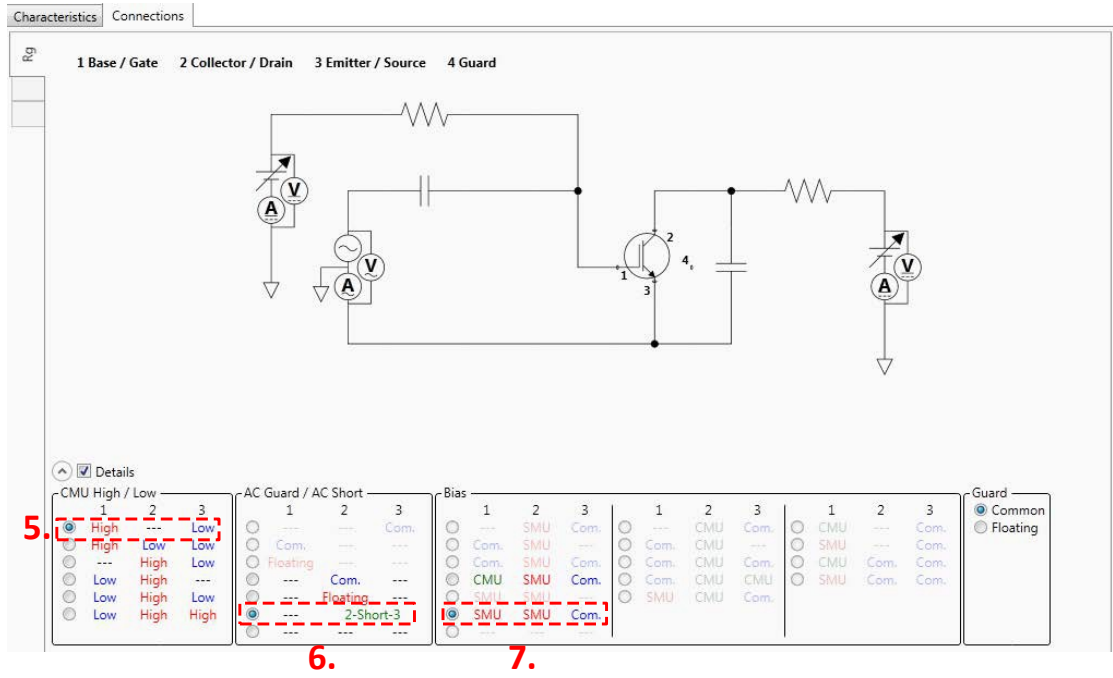 Characteristics Connections
Rg
1 Base / Gate 2 Collector / Drain 3 Emitter / Source 4 Guard
V
A
V
A
2
4
1
3
V
A
Details
CMU High / Low
1 2 3
High --- Low
High Low Low
--- High Low
Low High ---
Low High Low
Low High High
5.
AC Guard / AC Short
1 2 3
--- --- Com.
Com. --- ---
Floating --- ---
--- Com. ---
--- Floating ---
--- 2-Short-3
--- --- ---
6.
Bias
1 2 3
--- SMU Com.
Com. SMU ---
Com. SMU Com.
CMU SMU Com.
SMU SMU ---
SMU SMU Com.
--- --- ---
7.
1 2 3
--- CMU Com.
Com. CMU ---
Com. CMU Com.
Com. CMU CMU
SMU CMU Com.
1 2 3
CMU --- Com.
SMU --- Com.
CMU Com. Com.
SMU Com. Com.
Guard
Common
Floating